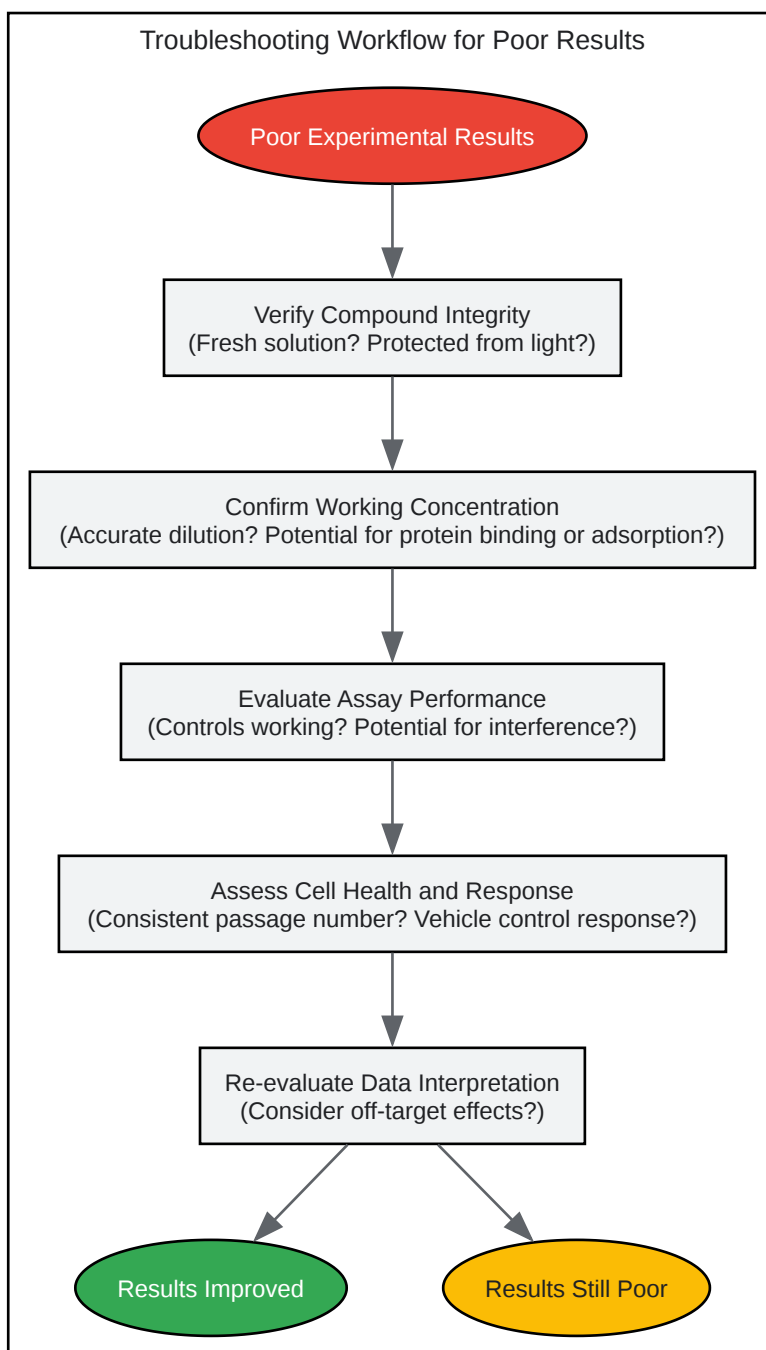 Troubleshooting Workflow for Poor Results
Poor Experimental Results
Verify Compound Integrity
(Fresh solution? Protected from light?)
Confirm Working Concentration
(Accurate dilution? Potential for protein binding or adsorption?)
Evaluate Assay Performance
(Controls working? Potential for interference?)
Assess Cell Health and Response
(Consistent passage number? Vehicle control response?)
Re-evaluate Data Interpretation
(Consider off-target effects?)
Results Improved
Results Still Poor